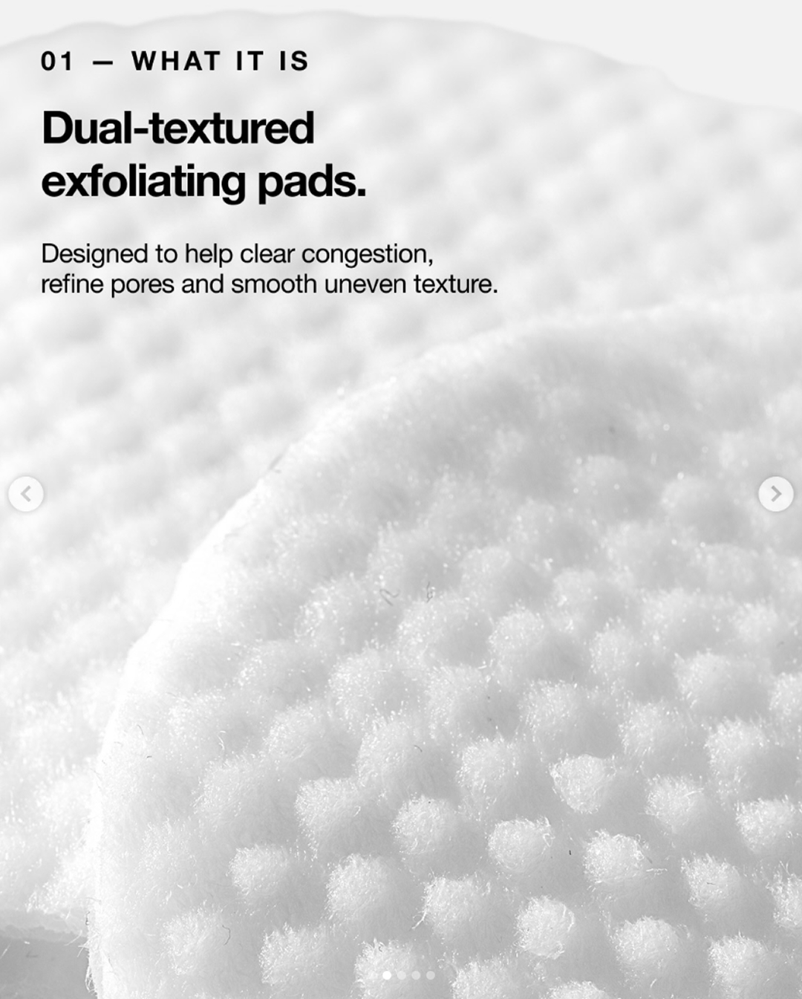 01 — WHAT IT IS
Dual-textured
exfoliating pads.
Designed to help clear congestion,
refine pores and smooth uneven texture.